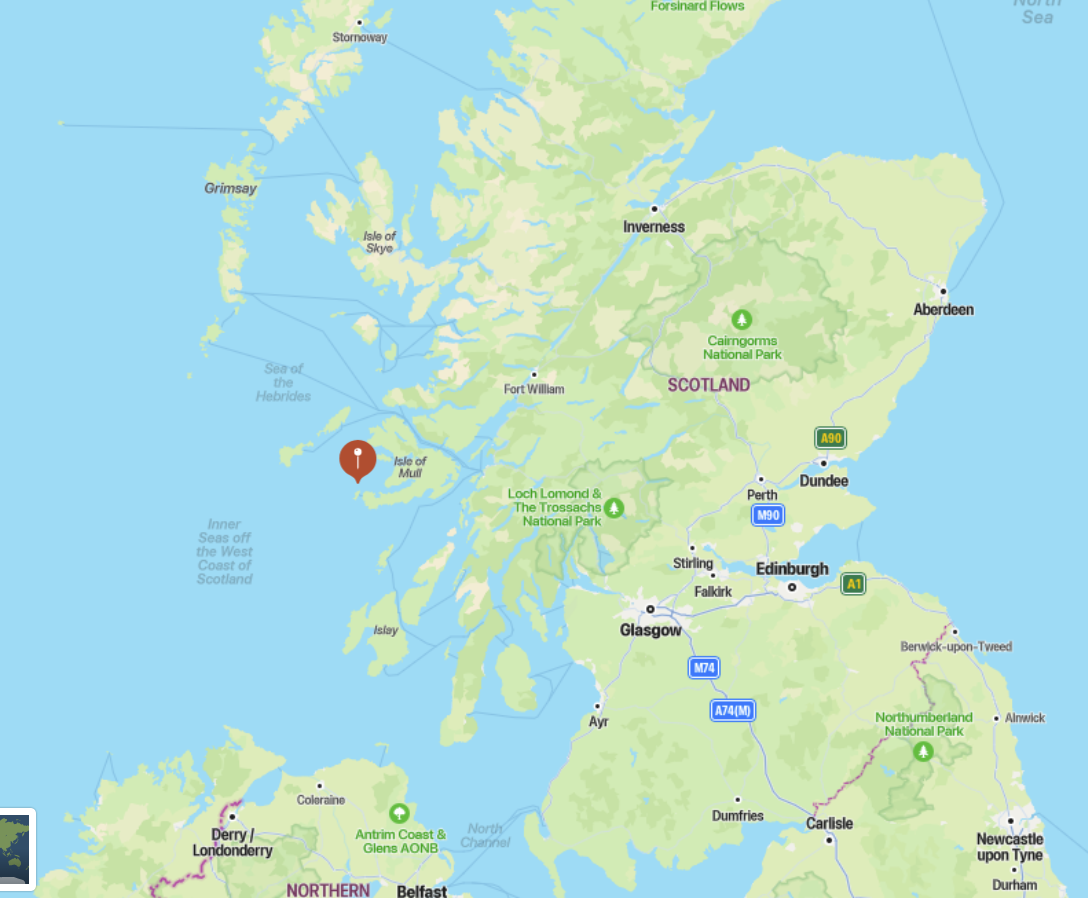 Forsinard Flows
North
Sea
Stornoway
Grimsay
Isle of
Skye
Inverness
Aberdeen
Cairngorms
National Park
Sea of
the
Hebrides
Fort William
SCOTLAND
A90
Isle of
Mull
Dundee
Perth
Loch Lomond &
The Trossachs
National Park
M90
Inner
Seas off
the West
Coast of
Scotland
Stirling
Edinburgh
Falkirk
A1
Glasgow
Islay
Berwick-upon-Tweed
M74
A74(M)
Ayr
Northumberland
National Park
Alnwick
Coleraine
Dumfries
Carlisle
Derry /
Londonderry
Antrim Coast &
Glens AONB
North
Channel
Newcastle
upon Tyne
Durham
NORTHERN
Belfast